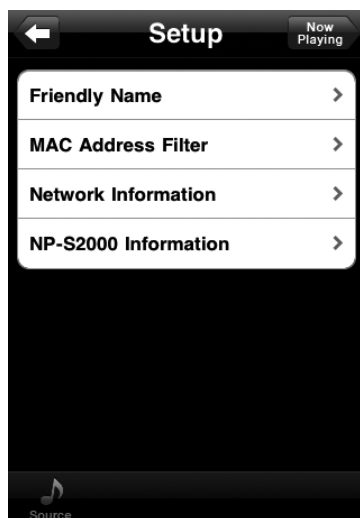 Setup
Now
Playing
Friendly Name
MAC Address Filter
Network Information
NP-S2000 Information
Source